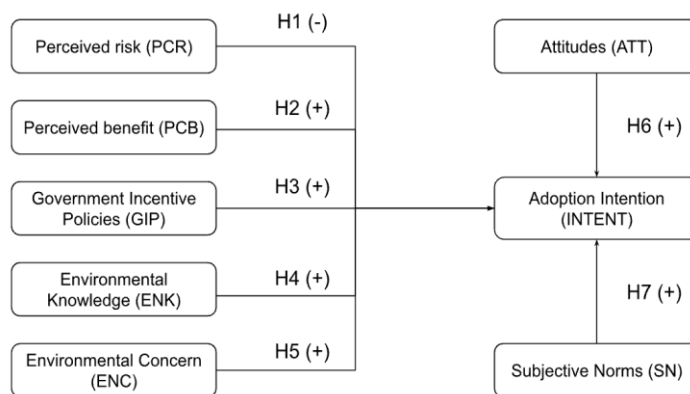 H1 (-)
Perceived risk (PCR)
Attitudes (ATT)
H2 (+)
H6 (+)
Perceived benefit (PCB)
H3 (+)
Government Incentive
Policies (GIP)
Adoption Intention
(INTENT)
H4 (+)
Environmental
Knowledge (ENK)
H7 (+)
H5 (+)
Environmental Concern
(ENC)
Subjective Norms (SN)